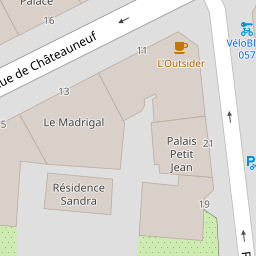 Palace
16
11
L'Outsider
VéloBl
057
ue de Châteauneuf
13
Le Madrigal
Palais
Petit
Jean
21
Résidence
Sandra
19